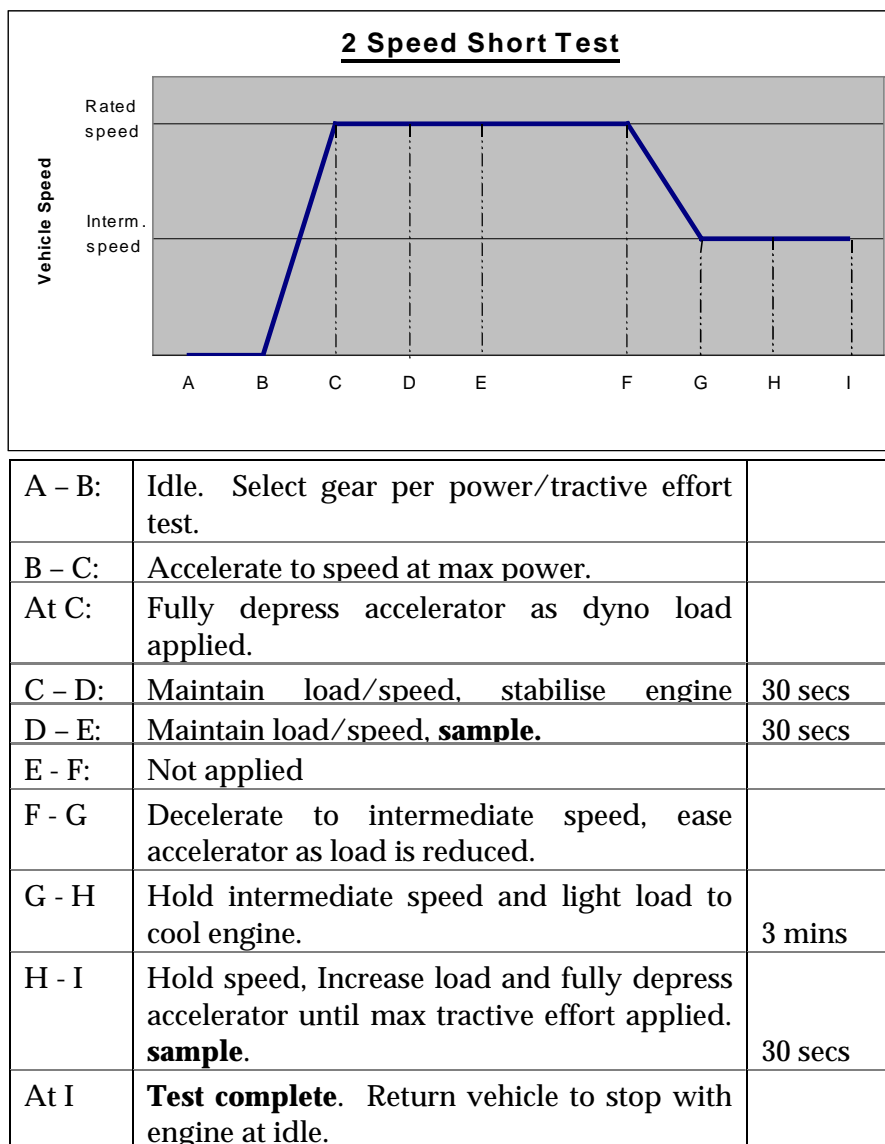 2 Speed Short Test
Rated
speed
Interm.
speed
Vehicle Speed
A B C D E F G H I
A – B: Idle. Select gear per power/tractive effort
test.
B – C: Accelerate to speed at max power.
At C: Fully depress accelerator as dyno load
applied.
C – D: Maintain load/speed, stabilise engine 30 secs
D – E: Maintain load/speed, sample. 30 secs
E - F: Not applied
F - G Decelerate to intermediate speed, ease
accelerator as load is reduced.
G - H Hold intermediate speed and light load to
cool engine. 3 mins
H - I Hold speed, Increase load and fully depress
accelerator until max tractive effort applied.
sample. 30 secs
At I Test complete. Return vehicle to stop with
engine at idle.